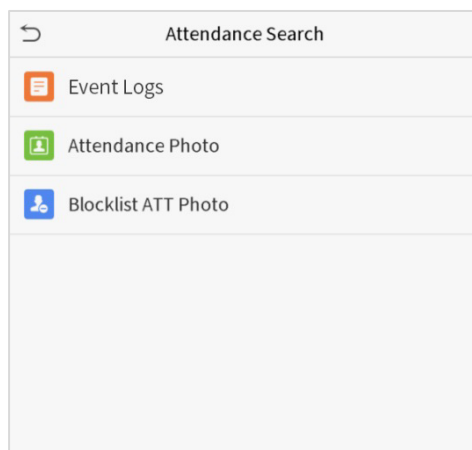 Attendance Search
Event Logs
Attendance Photo
Blocklist ATT Photo